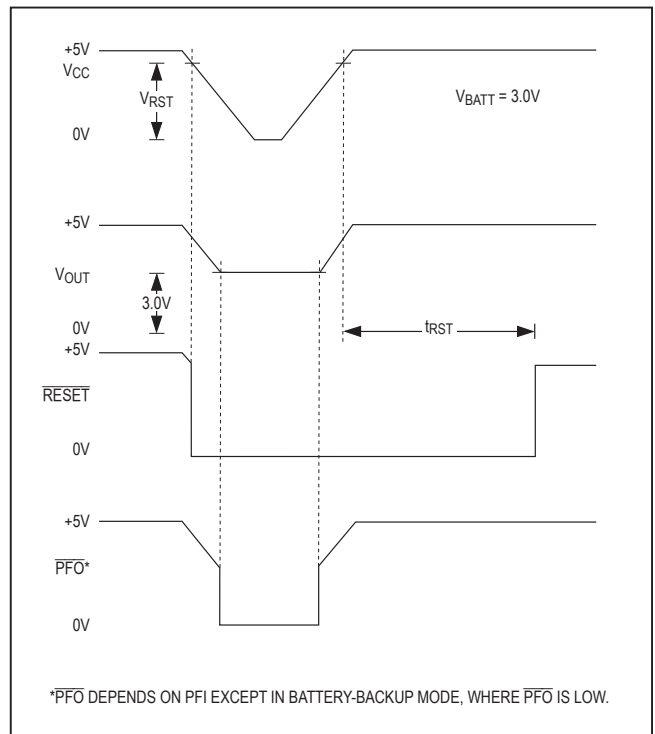 +5V
VCC
VRST
VBATT = 3.0V
0V
+5V
VOUT
3.0V
0V
tRST
+5V
RESET
0V
+5V
PFO*
0V
*PFO DEPENDS ON PFI EXCEPT IN BATTERY-BACKUP MODE, WHERE PFO IS LOW.